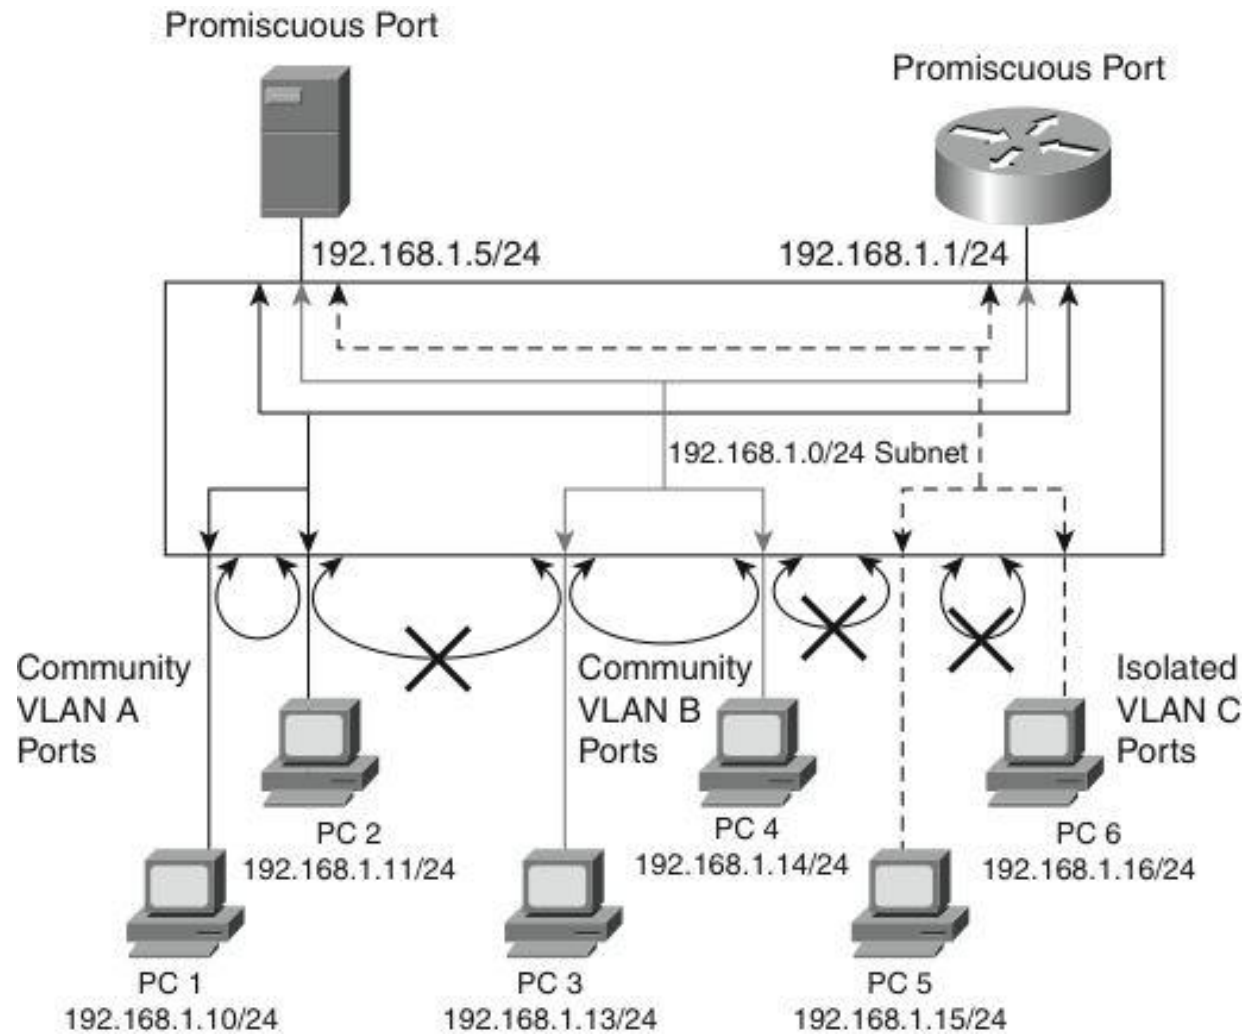 Promiscuous Port
Promiscuous Port
192.168.1.5/24
192.168.1.1/24
192.168.1.0/24 Subnet
Community
VLAN A
Ports
Community
VLAN B
Ports
Isolated
VLAN C
Ports
PC 2
192.168.1.11/24
PC 4
192.168.1.14/24
PC 6
192.168.1.16/24
PC 1
192.168.1.10/24
PC 3
192.168.1.13/24
PC 5
192.168.1.15/24